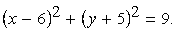 (x − 6)² + (y + 5)² = 9.